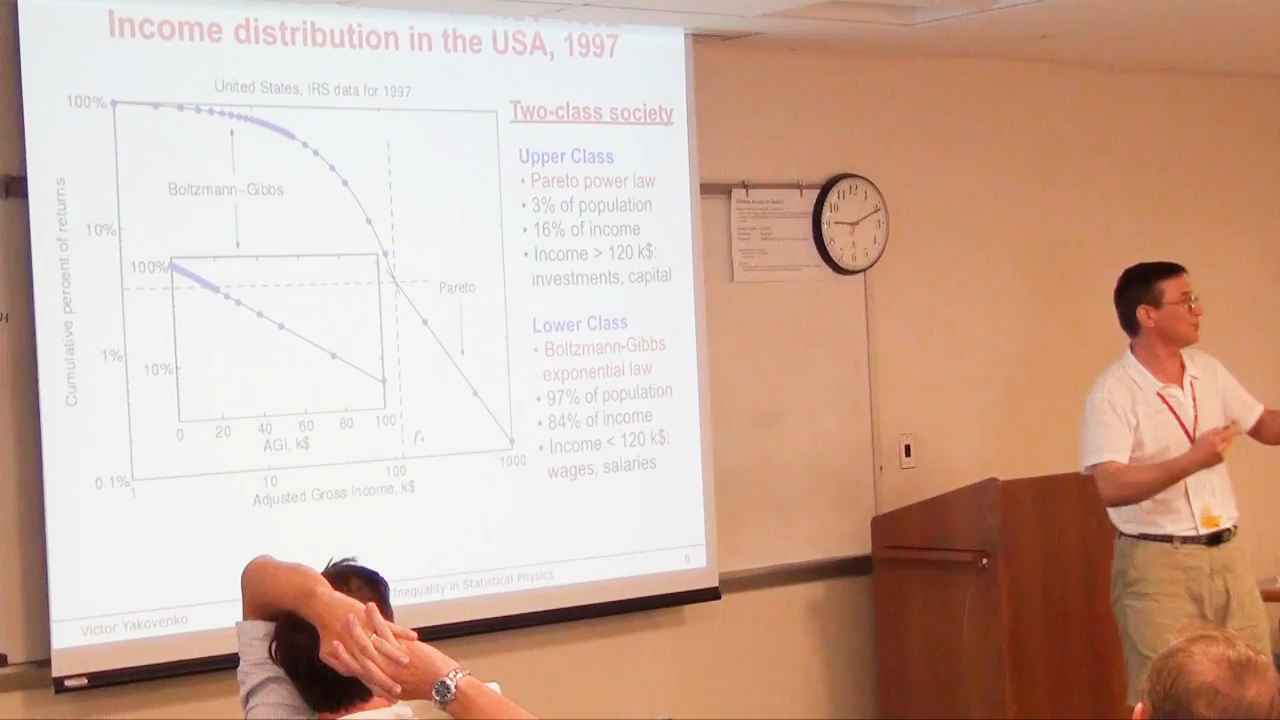 Income distribution in the USA, 1997
United States, IRS data for 1997
100%
10%
1%
0.1%
Cumulative percent of returns
Boltzmann–Gibbs
Pareto
100%
10%
0 20 40 60 80 100
AGI, k$
1 10 100 1000
Adjusted Gross Income, k$
Two-class society
Upper Class
• Pareto power law
• 3% of population
• 16% of income
• Income > 120 k$:
investments, capital
Lower Class
• Boltzmann-Gibbs
exponential law
• 97% of population
• 84% of income
• Income < 120 k$:
wages, salaries
Victor Yakovenko
Inequality in Statistical Physics
6